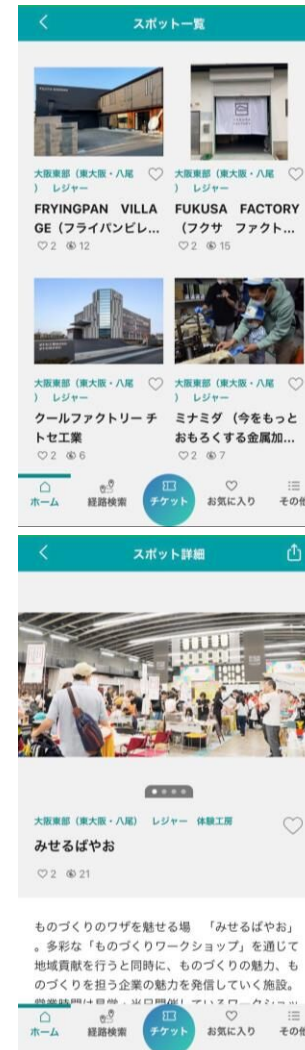 スポット一覧
大阪東部（東大阪・八尾
） レジャー
FRYINGPAN VILLA
GE（フライパンビレ...
♡2 12
大阪東部（東大阪・八尾
） レジャー
FUKUSA FACTORY
（フクサ ファクト...
♡2 15
大阪東部（東大阪・八尾
） レジャー
クールファクトリー チ
トセ工業
♡2 6
大阪東部（東大阪・八尾
） レジャー
ミナミダ （今をもっと
おもろくする金属加...
♡2 7
ホーム 経路検索 チケット お気に入り その他
スポット詳細
大阪東部（東大阪・八尾） レジャー 体験工房
みせるばやお
♡2 21
ものづくりのワザを魅せる場 「みせるばやお」
。多彩な「ものづくりワークショップ」を通じて
地域貢献を行うと同時に、ものづくりの魅力、も
のづくりを担う企業の魅力を発信していく施設。
ホーム 経路検索 チケット お気に入り その他